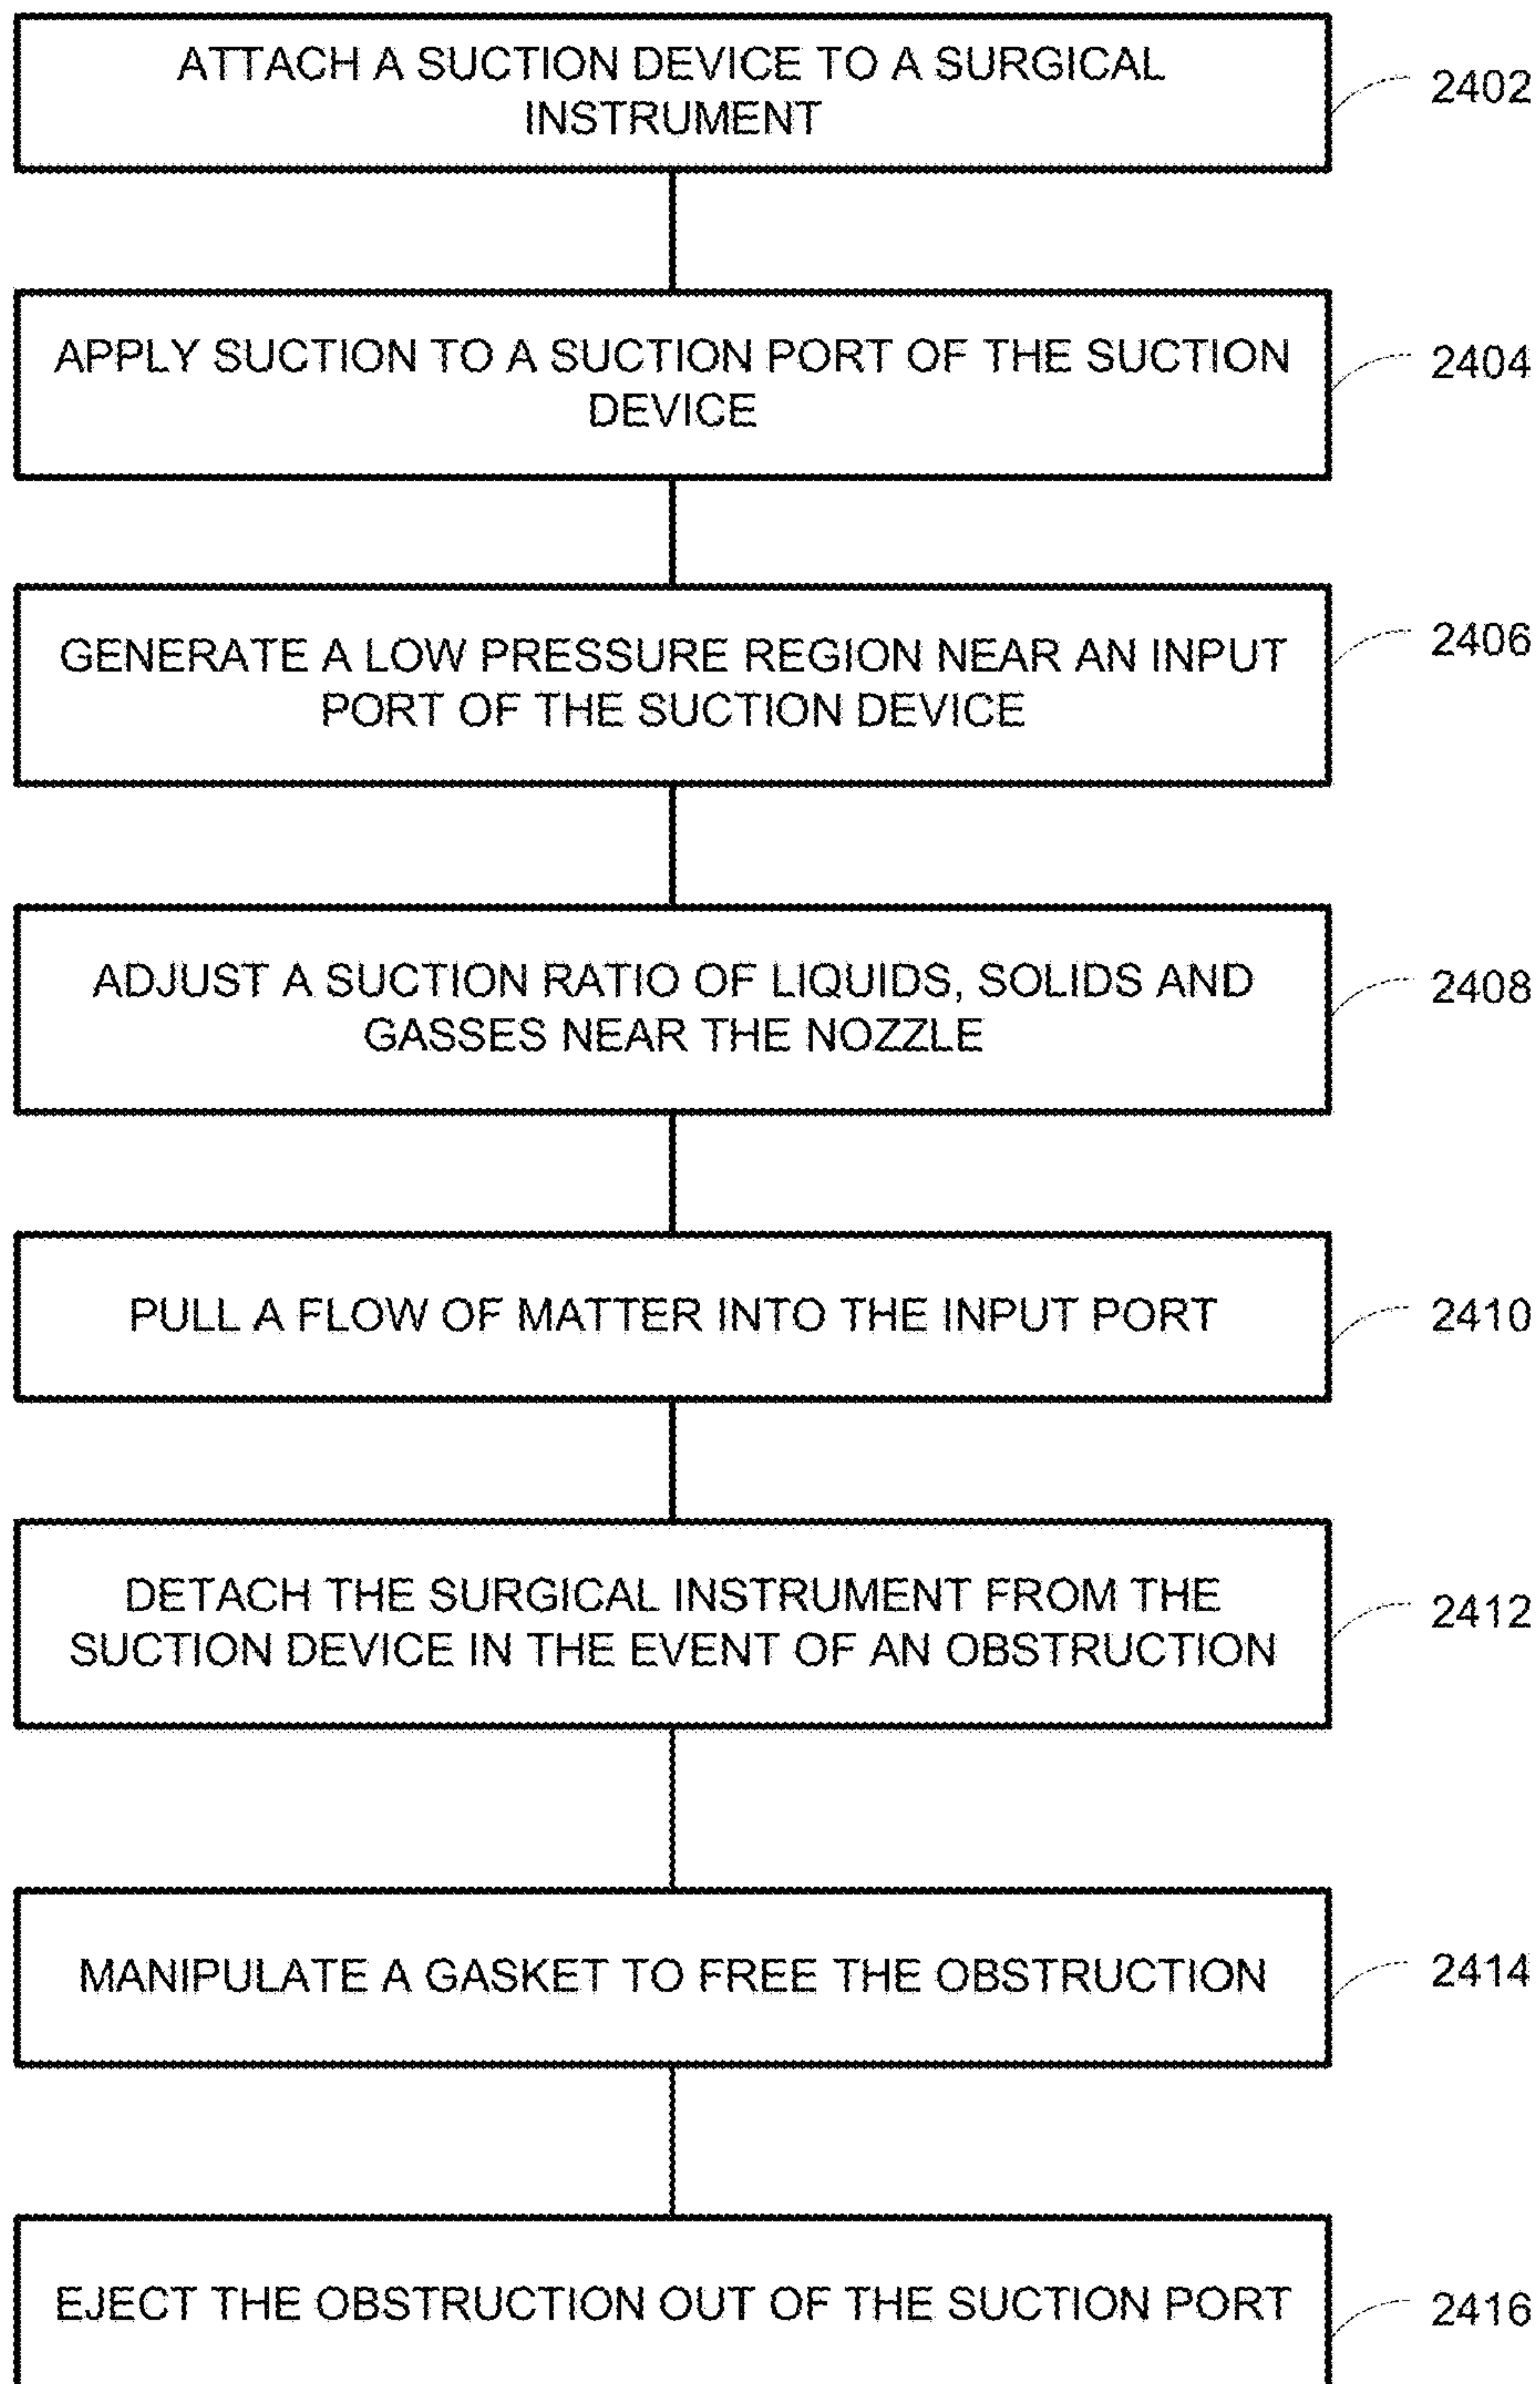 ATTACH A SUCTION DEVICE TO A SURGICAL
INSTRUMENT
2402
APPLY SUCTION TO A SUCTION PORT OF THE SUCTION
DEVICE
2404
GENERATE A LOW PRESSURE REGION NEAR AN INPUT
PORT OF THE SUCTION DEVICE
2406
ADJUST A SUCTION RATIO OF LIQUIDS, SOLIDS AND
GASSES NEAR THE NOZZLE
2408
PULL A FLOW OF MATTER INTO THE INPUT PORT
2410
DETACH THE SURGICAL INSTRUMENT FROM THE
SUCTION DEVICE IN THE EVENT OF AN OBSTRUCTION
2412
MANIPULATE A GASKET TO FREE THE OBSTRUCTION
2414
EJECT THE OBSTRUCTION OUT OF THE SUCTION PORT
2416